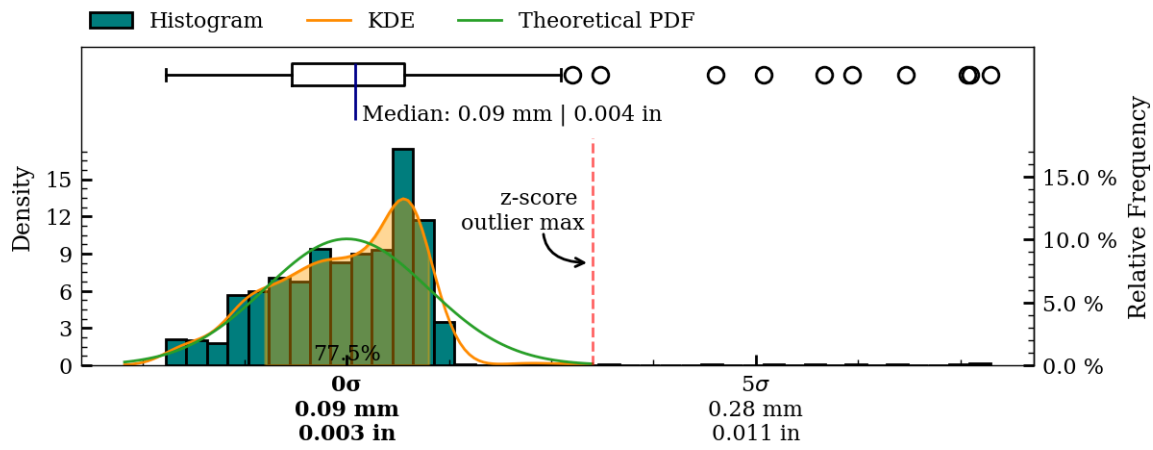 Histogram KDE Theoretical PDF
Median: 0.09 mm | 0.004 in
Density
Relative Frequency
15
12
9
6
3
0
15.0 %
10.0 %
5.0 %
0.0 %
z-score
outlier max
77.5%
0σ
0.09 mm
0.003 in
5σ
0.28 mm
0.011 in